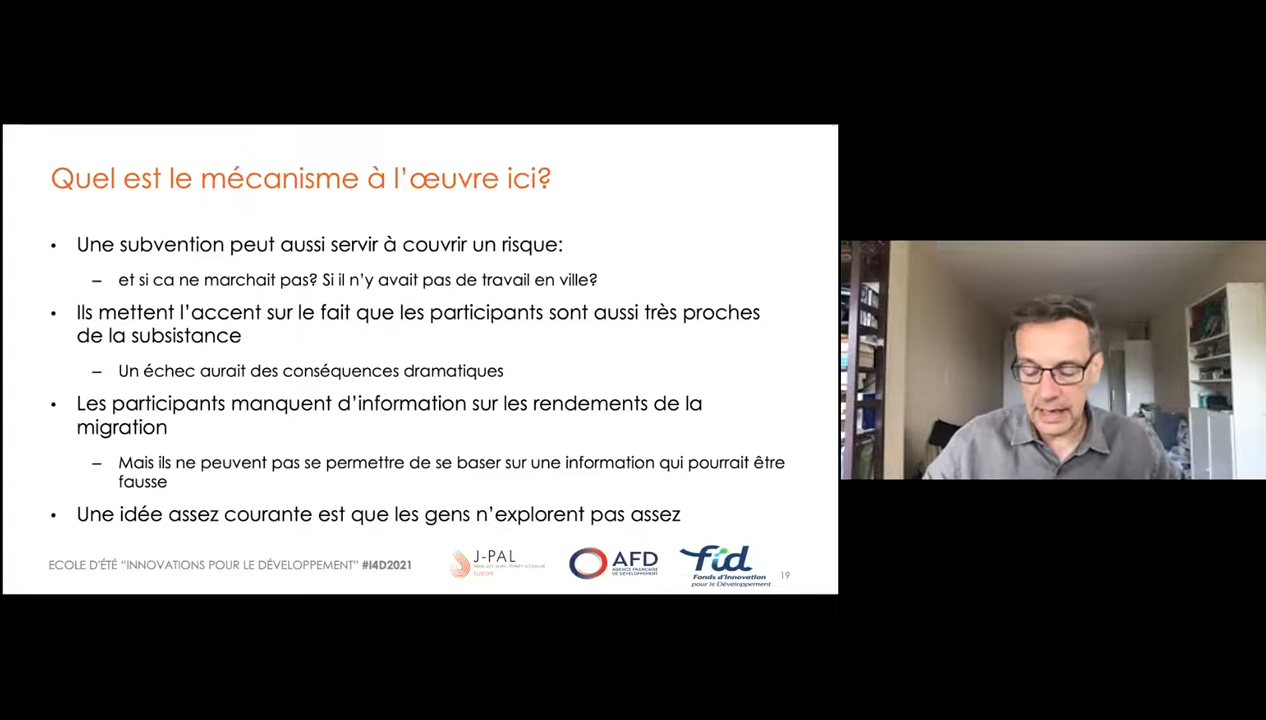 Quel est le mécanisme à l'œuvre ici?
• Une subvention peut aussi servir à couvrir un risque:
– et si ca ne marchait pas? Si il n'y avait pas de travail en ville?
• Ils mettent l'accent sur le fait que les participants sont aussi très proches
de la subsistance
– Un échec aurait des conséquences dramatiques
• Les participants manquent d'information sur les rendements de la
migration
– Mais ils ne peuvent pas se permettre de se baser sur une information qui pourrait être
fausse
• Une idée assez courante est que les gens n'explorent pas assez
ECOLE D'ÉTÉ "INNOVATIONS POUR LE DÉVELOPPEMENT" #I4D2021
J-PAL
EUROPE
AFD
AGENCE FRANÇAISE
DE DÉVELOPPEMENT
fid
Fonds d'Innovation
pour le Développement
19